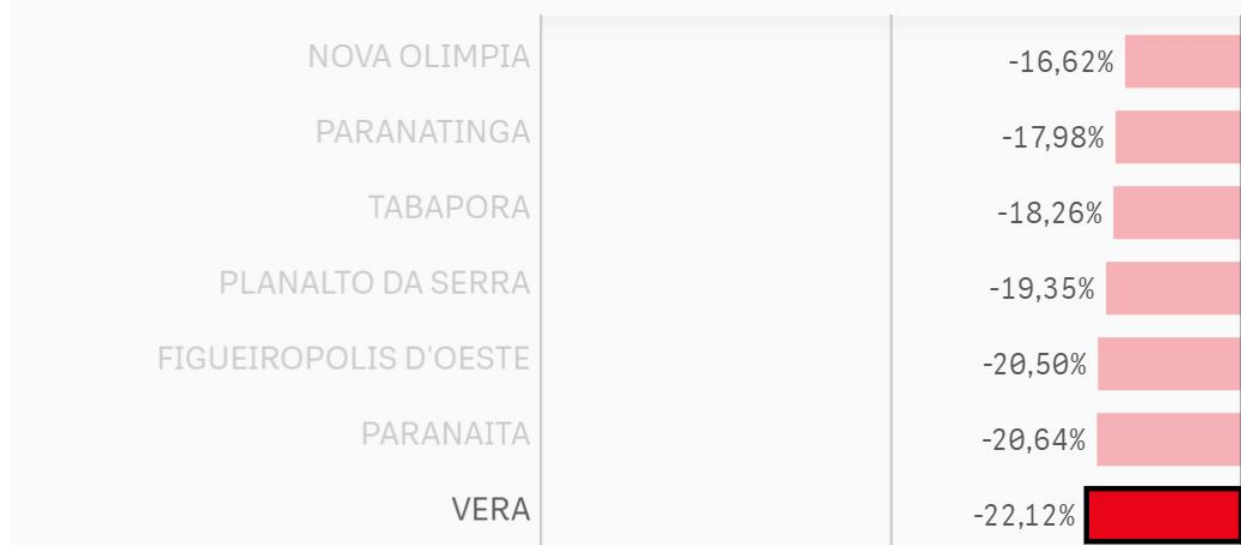 NOVA OLIMPIA -16,62%
PARANATINGA -17,98%
TABAPORA -18,26%
PLANALTO DA SERRA -19,35%
FIGUEIROPOLIS D'OESTE -20,50%
PARANAITA -20,64%
VERA -22,12%